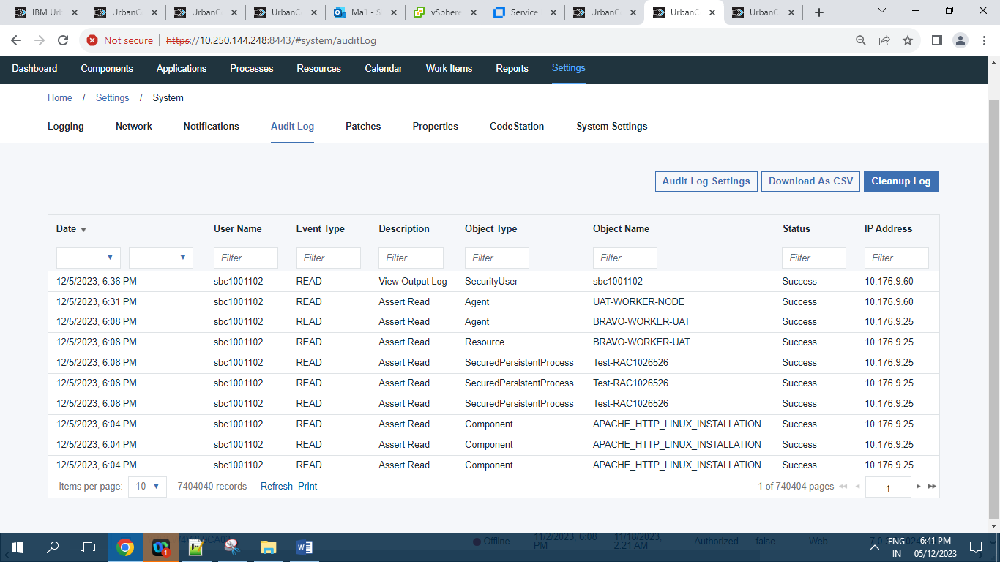 IBM Urb UrbanC UrbanC UrbanC Mail - S vSphere Service UrbanC UrbanC UrbanC
Not secure https://10.250.144.248:8443/#system/auditLog
Dashboard Components Applications Processes Resources Calendar Work Items Reports Settings
Home / Settings / System
Logging Network Notifications Audit Log Patches Properties CodeStation System Settings
Audit Log Settings Download As CSV Cleanup Log
Date User Name Event Type Description Object Type Object Name Status IP Address
- Filter Filter Filter Filter Filter Filter Filter
12/5/2023, 6:36 PM sbc1001102 READ View Output Log SecurityUser sbc1001102 Success 10.176.9.60
12/5/2023, 6:31 PM sbc1001102 READ Assert Read Agent UAT-WORKER-NODE Success 10.176.9.60
12/5/2023, 6:08 PM sbc1001102 READ Assert Read Agent BRAVO-WORKER-UAT Success 10.176.9.25
12/5/2023, 6:08 PM sbc1001102 READ Assert Read Resource BRAVO-WORKER-UAT Success 10.176.9.25
12/5/2023, 6:08 PM sbc1001102 READ Assert Read SecuredPersistentProcess Test-RAC1026526 Success 10.176.9.25
12/5/2023, 6:08 PM sbc1001102 READ Assert Read SecuredPersistentProcess Test-RAC1026526 Success 10.176.9.25
12/5/2023, 6:08 PM sbc1001102 READ Assert Read SecuredPersistentProcess Test-RAC1026526 Success 10.176.9.25
12/5/2023, 6:04 PM sbc1001102 READ Assert Read Component APACHE_HTTP_LINUX_INSTALLATION Success 10.176.9.25
12/5/2023, 6:04 PM sbc1001102 READ Assert Read Component APACHE_HTTP_LINUX_INSTALLATION Success 10.176.9.25
12/5/2023, 6:04 PM sbc1001102 READ Assert Read Component APACHE_HTTP_LINUX_INSTALLATION Success 10.176.9.25
Items per page: 10 7404040 records - Refresh Print 1 of 740404 pages 1
Offline 11/2/2023, 6:08 PM 11/18/2023, 2:21 AM Authorized false Web
1
ENG 6:41 PM
IN 05/12/2023